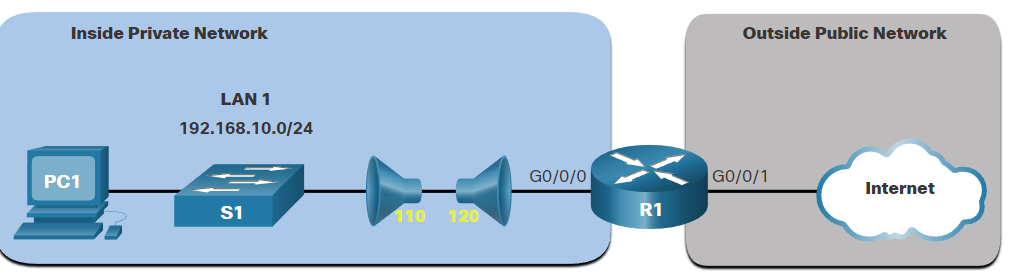 Inside Private Network
Outside Public Network
LAN 1
192.168.10.0/24
PC1
S1
110
120
G0/0/0
R1
G0/0/1
Internet